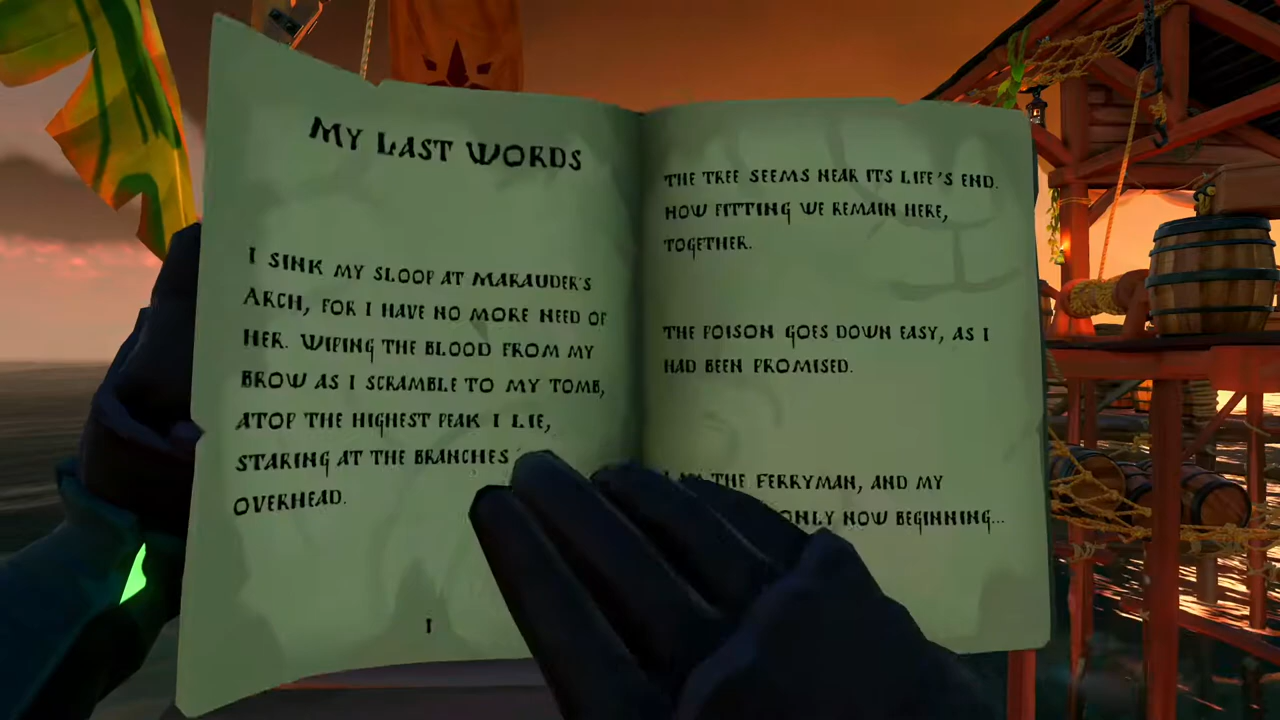 MY LAST WORDS
I SINK MY SLOOP AT MARAUDER'S
ARCH, FOR I HAVE NO MORE NEED OF
HER. WIPING THE BLOOD FROM MY
BROW AS I SCRAMBLE TO MY TOMB,
ATOP THE HIGHEST PEAK I LIE,
STARING AT THE BRANCHES
OVERHEAD.
1
THE TREE SEEMS NEAR ITS LIFE'S END.
HOW FITTING WE REMAIN HERE,
TOGETHER.
THE POISON GOES DOWN EASY, AS I
HAD BEEN PROMISED.
I THE FERRYMAN, AND MY
ONLY NOW BEGINNING...